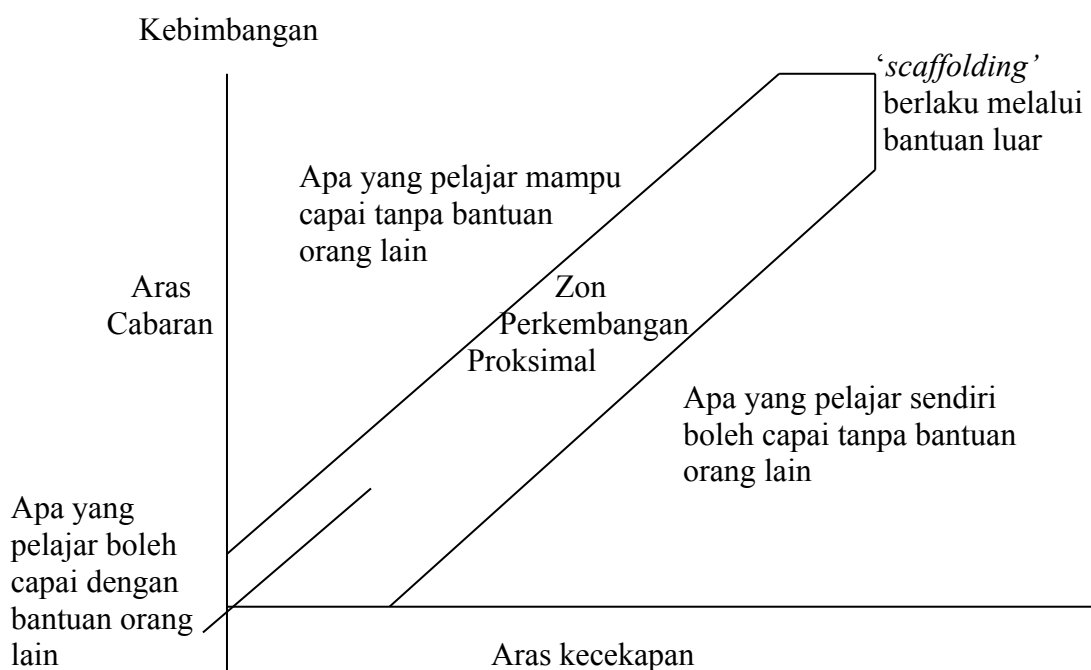 Kebimbangan
‘scaffolding’
berlaku melalui
bantuan luar
Apa yang pelajar mampu
capai tanpa bantuan
orang lain
Aras
Cabaran
Zon
Perkembangan
Proksimal
Apa yang pelajar sendiri
boleh capai tanpa bantuan
orang lain
Apa yang
pelajar boleh
capai dengan
bantuan orang
lain
Aras kecekapan